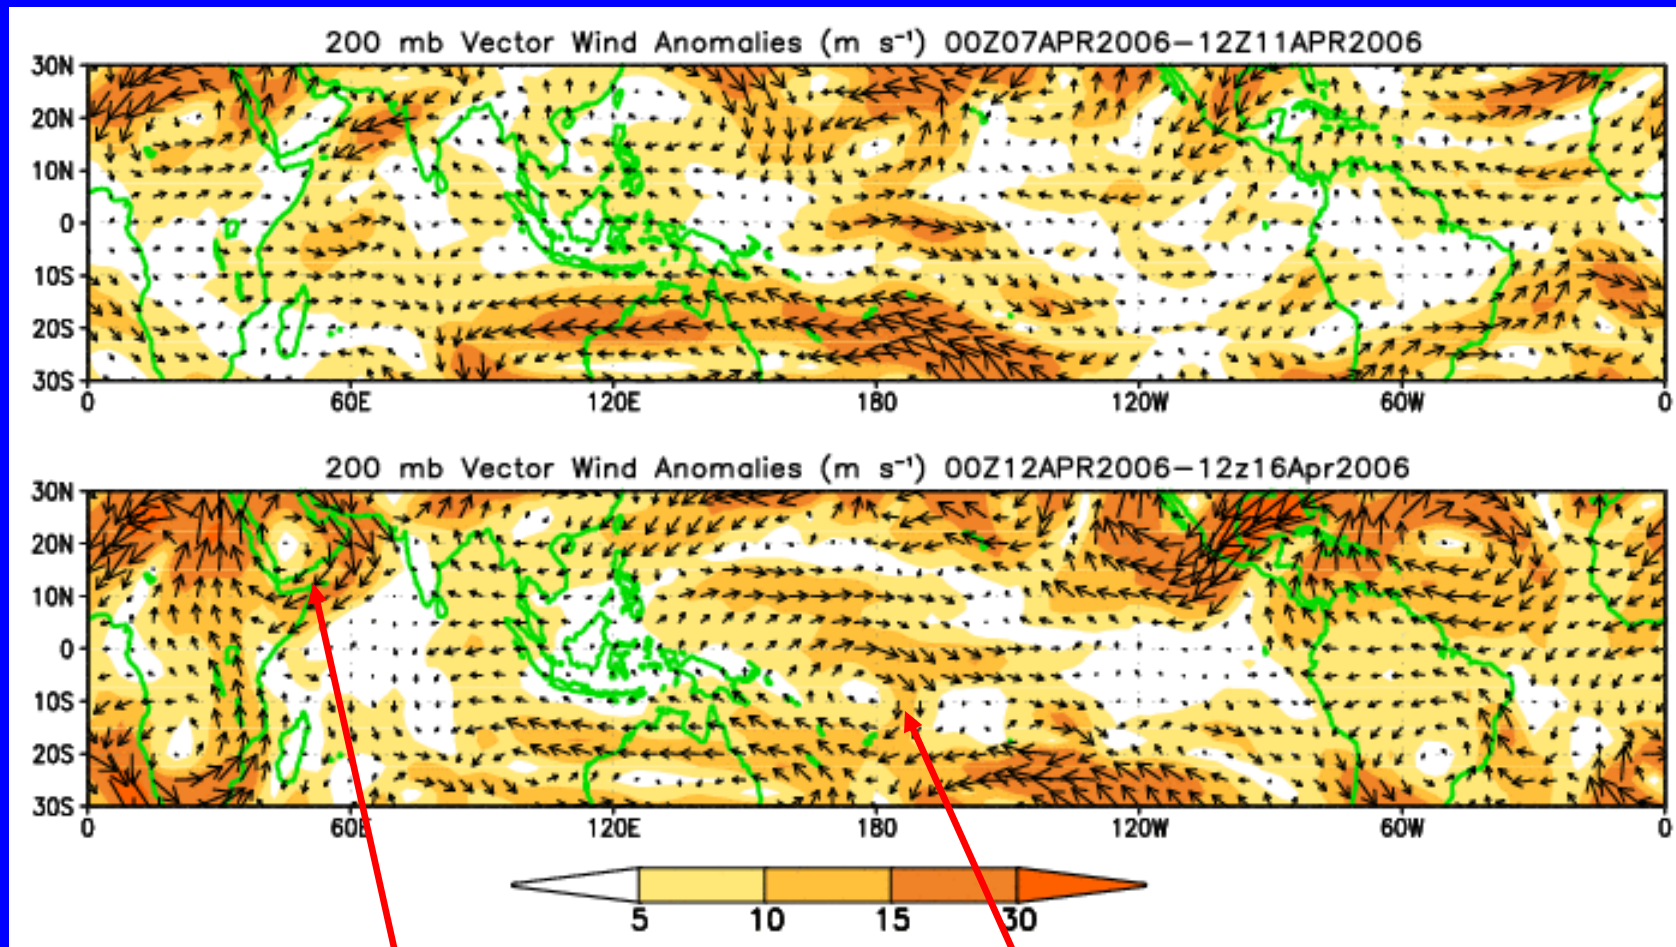 200 mb Vector Wind Anomalies (m s⁻¹) 00Z07APR2006-12Z11APR2006
30N
20N
10N
0
10S
20S
30S
0 60E 120E 180 120W 60W 0
200 mb Vector Wind Anomalies (m s⁻¹) 00Z12APR2006-12z16Apr2006
30N
20N
10N
0
10S
20S
30S
0 60E 120E 180 120W 60W 0
5 10 15 30